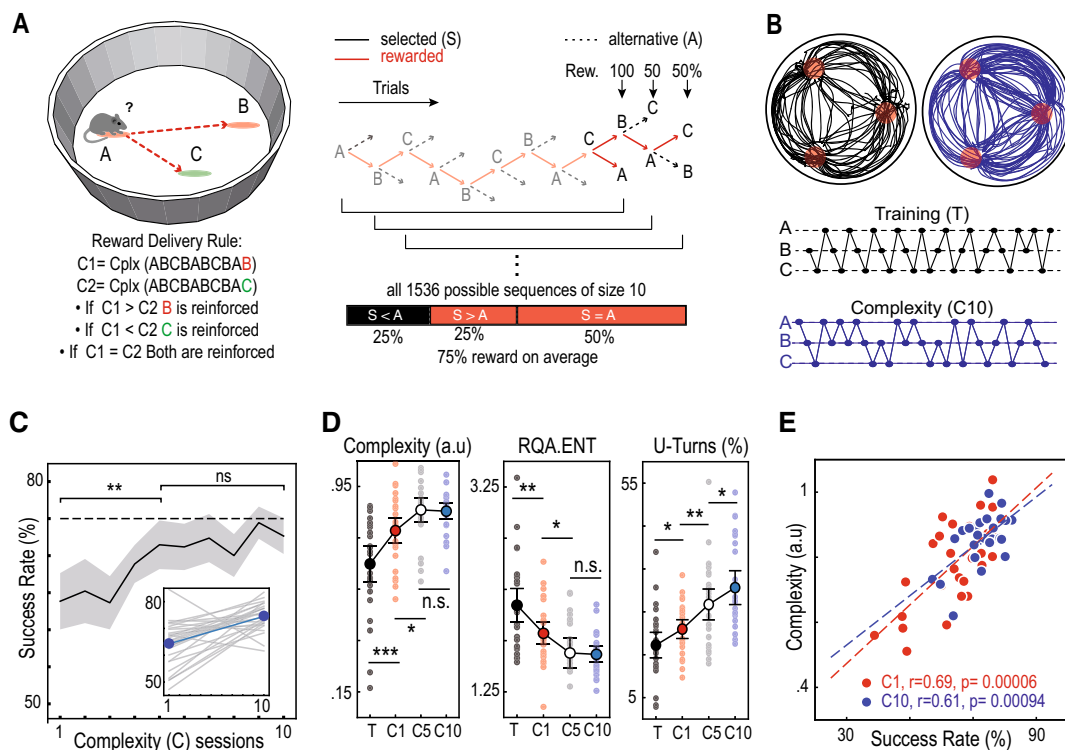 A
?
B
A
C
Reward Delivery Rule:
C1= Cplx (ABCBABCBAB)
C2= Cplx (ABCBABCBAC)
• If C1 > C2 B is reinforced
• If C1 < C2 C is reinforced
• If C1 = C2 Both are reinforced
selected (S)
rewarded
alternative (A)
Rew. 100 50 50%
Trials
A B C A B C B A C A B C A C B
all 1536 possible sequences of size 10
S < A S > A S = A
25% 25% 50%
75% reward on average
B
Training (T)
A
B
C
Complexity (C10)
A
B
C
C
Success Rate (%)
80
50
** ns
80
50
1 10
1 10
Complexity (C) sessions
D
Complexity (a.u)
.95
.15
*** * n.s.
T C1 C5 C10
RQA.ENT
3.25
1.25
** * n.s.
T C1 C5 C10
U-Turns (%)
55
5
* ** *
T C1 C5 C10
E
Complexity (a.u)
1
.4
C1, r=0.69, p= 0.00006
C10, r=0.61, p= 0.00094
30 90
Success Rate (%)